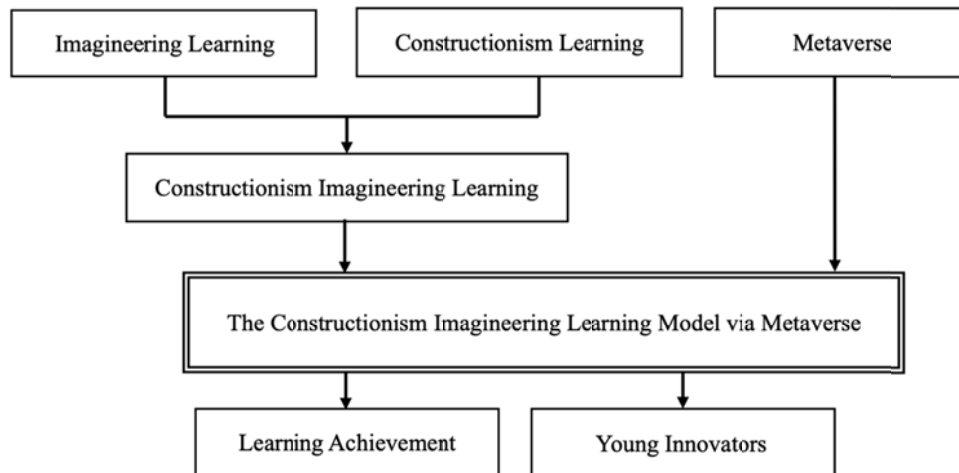 Imagineering Learning
Constructionism Learning
Metaverse
Constructionism Imagineering Learning
The Constructionism Imagineering Learning Model via Metaverse
Learning Achievement
Young Innovators